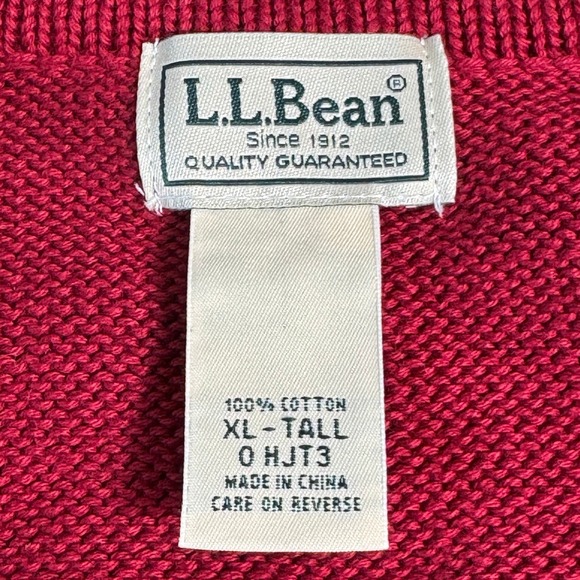 L.L.Bean®
Since 1912
QUALITY GUARANTEED
100% COTTON
XL-TALL
0 HJT3
MADE IN CHINA
CARE ON REVERSE